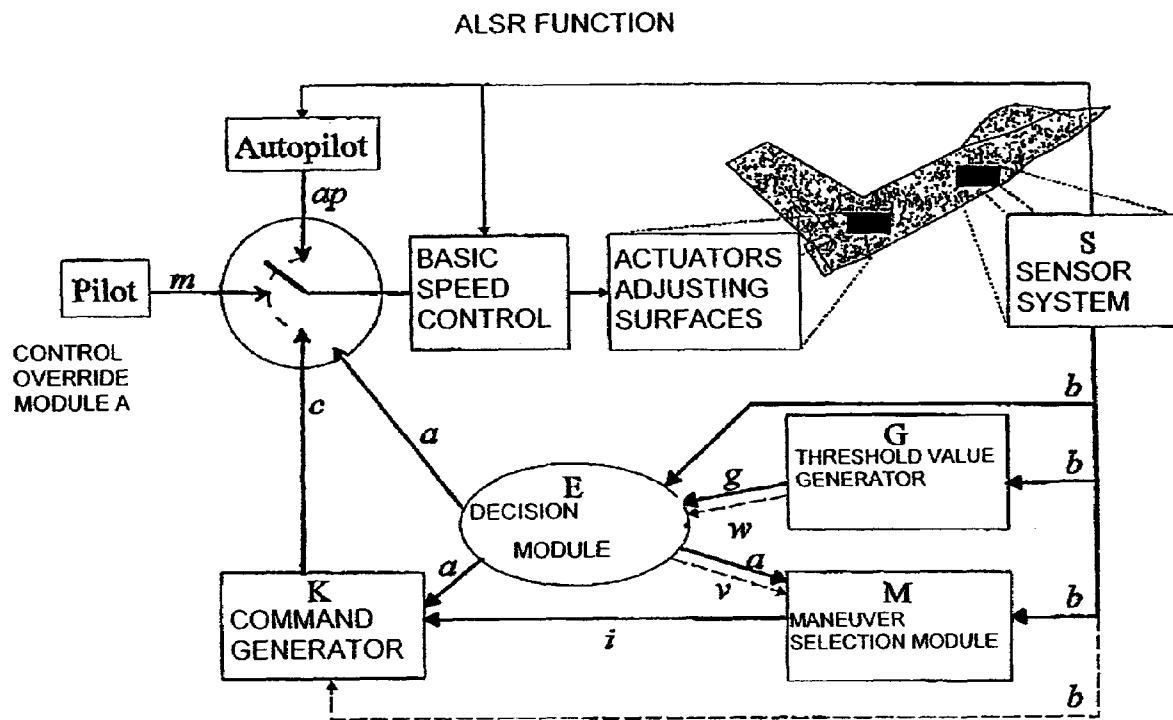 ALSR FUNCTION
Autopilot
ap
Pilot
m
CONTROL
OVERRIDE
MODULE A
BASIC
SPEED
CONTROL
ACTUATORS
ADJUSTING
SURFACES
S
SENSOR
SYSTEM
c
a
b
G
THRESHOLD VALUE
GENERATOR
b
g
w
E
DECISION
MODULE
a
a
v
K
COMMAND
GENERATOR
i
M
MANEUVER
SELECTION MODULE
b
b